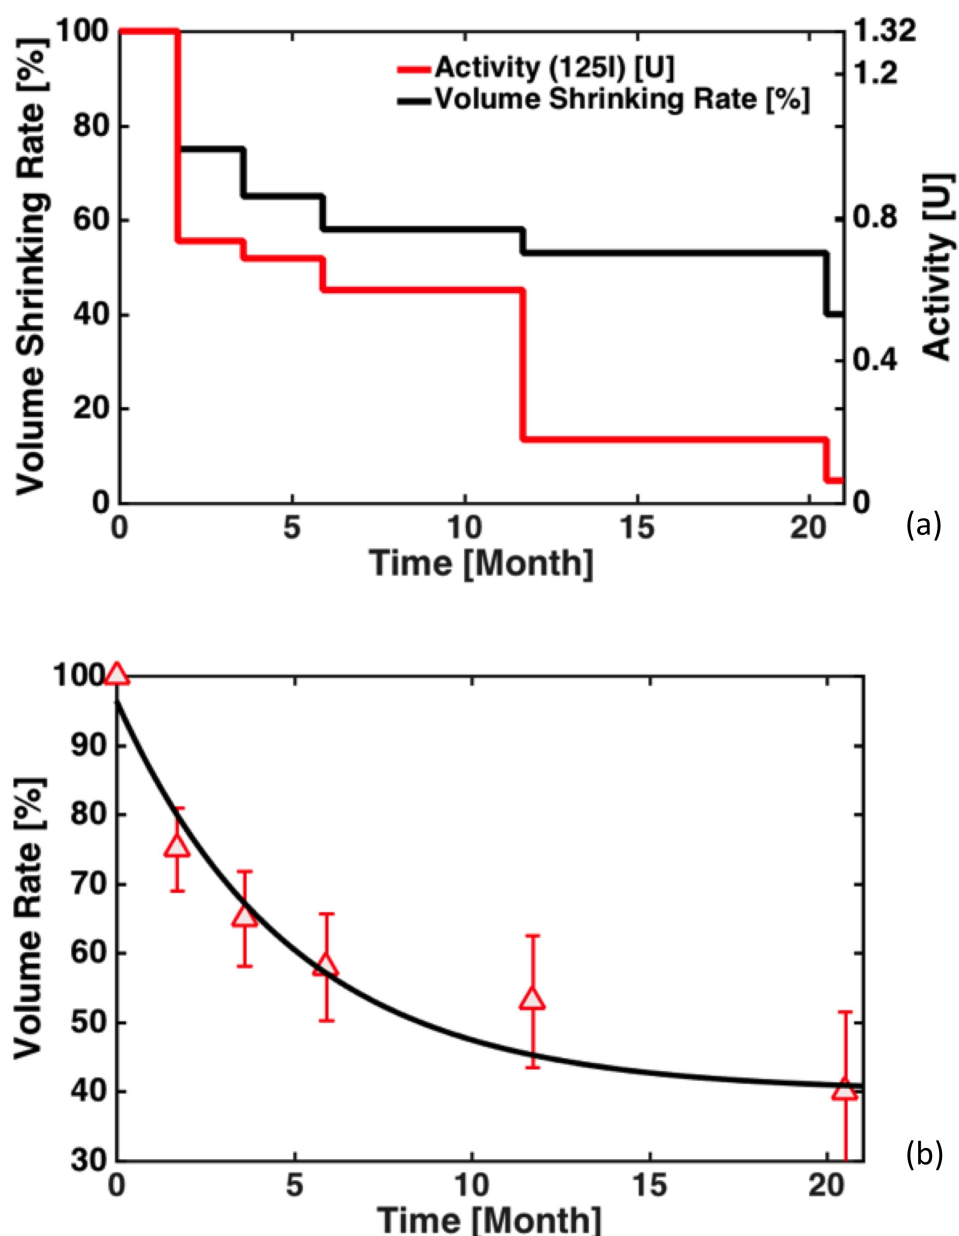 100
80
60
40
20
0
Volume Shrinking Rate [%]
Activity (125I) [U]
Volume Shrinking Rate [%]
1.32
1.2
0.8
0.4
0
Activity [U]
0 5 10 15 20
Time [Month]
(a)
100
90
80
70
60
50
40
30
Volume Rate [%]
0 5 10 15 20
Time [Month]
(b)